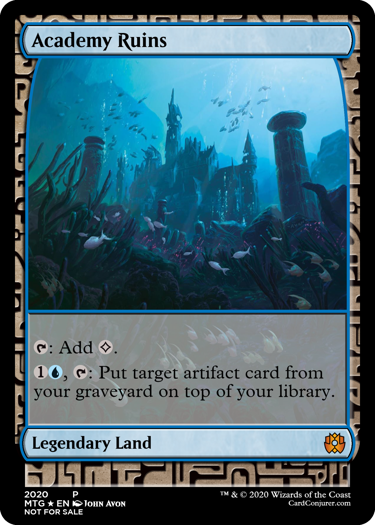 Academy Ruins
: Add .
1, : Put target artifact card from
your graveyard on top of your library.
Legendary Land
2020 P
MTG ★ EN John Avon
NOT FOR SALE
™ & © 2020 Wizards of the Coast
CardConjurer.com